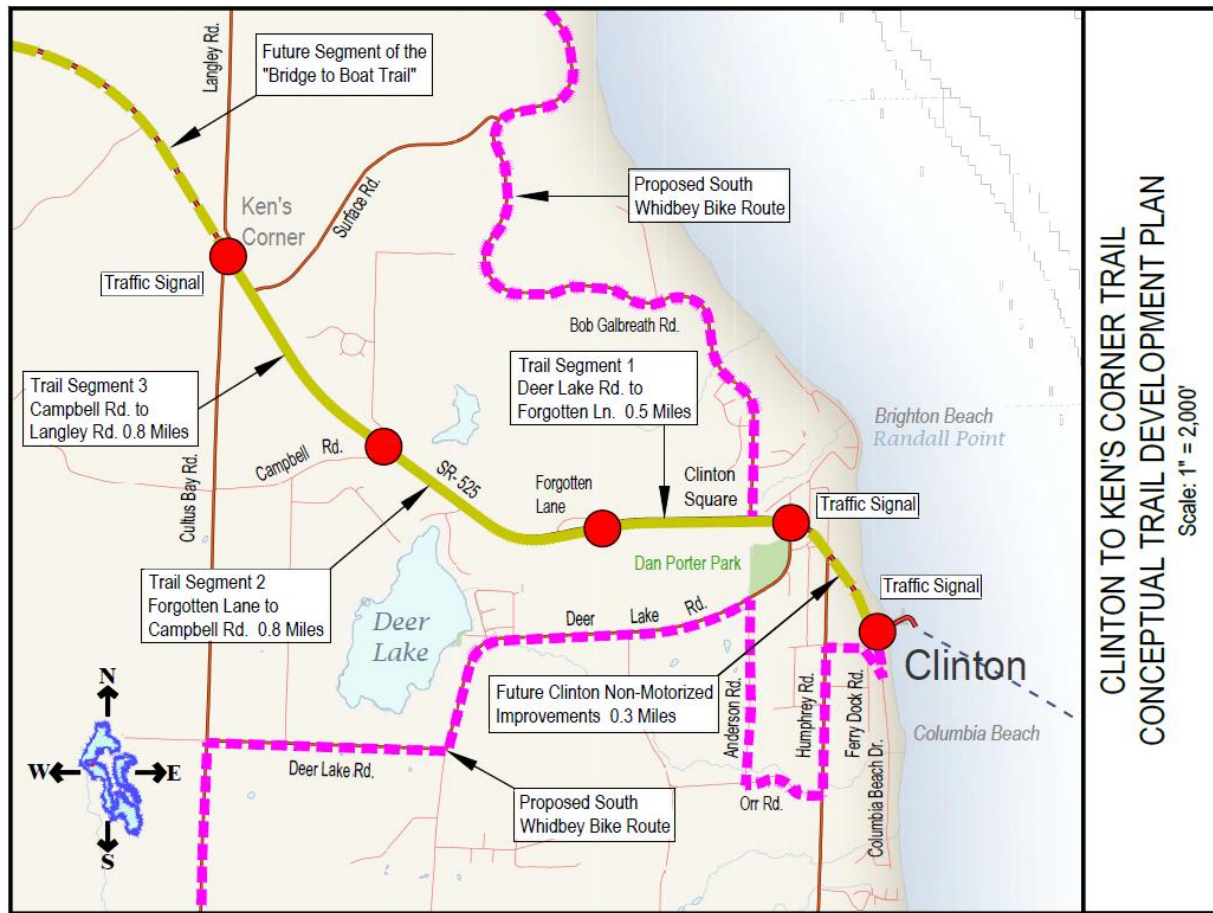 Future Segment of the
"Bridge to Boat Trail"
Langley Rd.
Ken's
Corner
Surface Rd.
Traffic Signal
Proposed South
Whidbey Bike Route
Bob Galbreath Rd.
Trail Segment 3
Campbell Rd. to
Langley Rd. 0.8 Miles
Trail Segment 1
Deer Lake Rd. to
Forgotten Ln. 0.5 Miles
Brighton Beach
Randall Point
Cultus Bay Rd.
Campbell Rd.
SR-525
Forgotten
Lane
Clinton
Square
Traffic Signal
Dan Porter Park
Trail Segment 2
Forgotten Lane to
Campbell Rd. 0.8 Miles
Traffic Signal
Deer
Lake
Deer Lake Rd.
Clinton
Future Clinton Non-Motorized
Improvements 0.3 Miles
Anderson Rd.
Humphrey Rd.
Ferry Dock Rd.
Columbia Beach Dr.
Columbia Beach
Deer Lake Rd.
Orr Rd.
Proposed South
Whidbey Bike Route
N
W
E
S
CLINTON TO KEN'S CORNER TRAIL
CONCEPTUAL TRAIL DEVELOPMENT PLAN
Scale: 1" = 2,000'